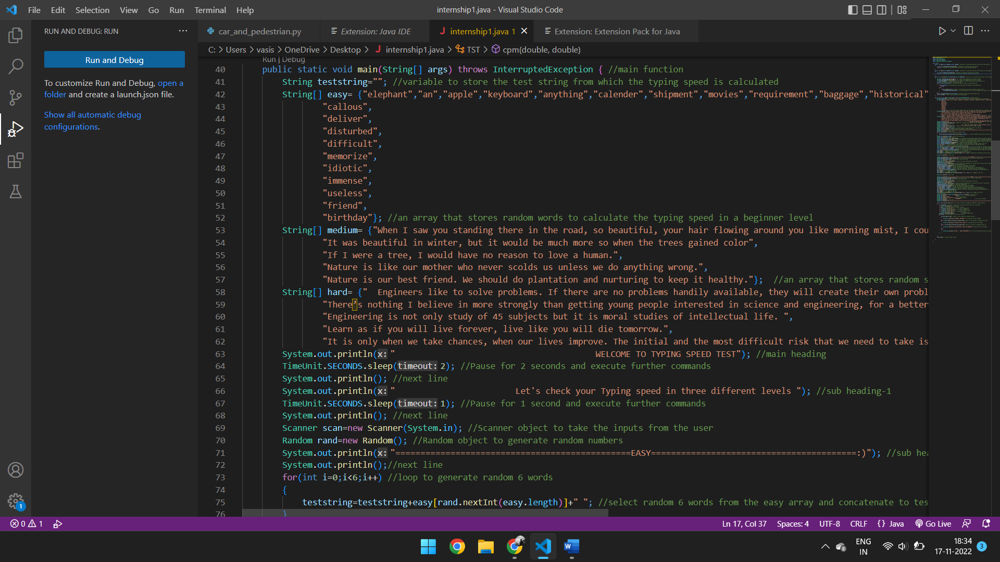 File Edit Selection View Go Run Terminal Help
internship1.java - Visual Studio Code
RUN AND DEBUG: RUN
Run and Debug
To customize Run and Debug, open a
folder and create a launch.json file.
Show all automatic debug
configurations.
car_and_pedestrian.py
Extension: Java IDE
internship1.java 1
Extension: Extension Pack for Java
C: > Users > vasis > OneDrive > Desktop > internship1.java > TST > cpm(double, double)
Run | Debug
40 public static void main(String[] args) throws InterruptedException { //main function
41 String teststring=""; //variable to store the test string from which the typing speed is calculated
42 String[] easy= {"elephant","an","apple","keyboard","anything","calender","shipment","movies","requirement","baggage","historical"
43 "callous",
44 "deliver",
45 "disturbed",
46 "difficult",
47 "memorize",
48 "idiotic",
49 "immense",
50 "useless",
51 "friend",
52 "birthday"}; //an array that stores random words to calculate the typing speed in a beginner level
53 String[] medium= {"When I saw you standing there in the road, so beautiful, your hair flowing around you like morning mist, I cou
54 "It was beautiful in winter, but it would be much more so when the trees gained color",
55 "If I were a tree, I would have no reason to love a human.",
56 "Nature is like our mother who never scolds us unless we do anything wrong.",
57 "Nature is our best friend. We should do plantation and nurturing to keep it healthy."}; //an array that stores random s
58 String[] hard= {"  Engineers like to solve problems. If there are no problems handily available, they will create their own probl
59 "There’s nothing I believe in more strongly than getting young people interested in science and engineering, for a better
60 "Engineering is not only study of 45 subjects but it is moral studies of intellectual life. ",
61 "Learn as if you will live forever, live like you will die tomorrow.",
62 "It is only when we take chances, when our lives improve. The initial and the most difficult risk that we need to take is
63 System.out.println(x: " WELCOME TO TYPING SPEED TEST"); //main heading
64 TimeUnit.SECONDS.sleep(timeout: 2); //Pause for 2 seconds and execute further commands
65 System.out.println(); //next line
66 System.out.println(x: " Let's check your Typing speed in three different levels "); //sub heading-1
67 TimeUnit.SECONDS.sleep(timeout: 1); //Pause for 1 second and execute further commands
68 System.out.println(); //next line
69 Scanner scan=new Scanner(System.in); //Scanner object to take the inputs from the user
70 Random rand=new Random(); //Random object to generate random numbers
71 System.out.println(x: "===============================================EASY=========================================:)"); //sub hea
72 System.out.println();//next line
73 for(int i=0;i<6;i++) //loop to generate random 6 words
74 {
75 teststring=teststring+easy[rand.nextInt(easy.length)]+" "; //select random 6 words from the easy array and concatenate to tes
76 }
1
0 1
Ln 17, Col 37 Spaces: 4 UTF-8 CRLF {} Java Go Live
ENG
IN
18:34
17-11-2022
3